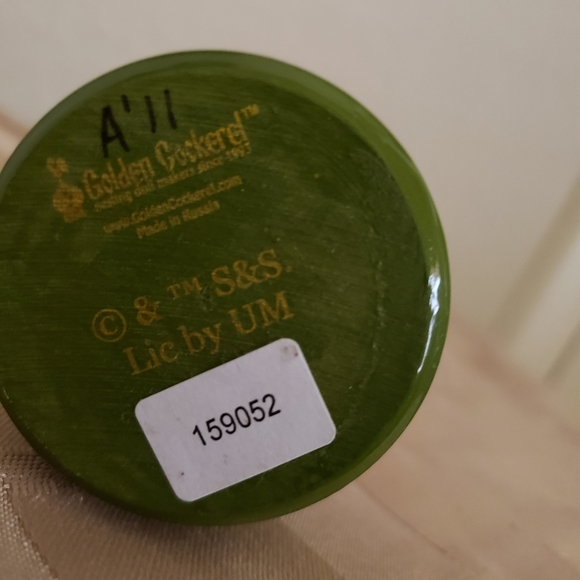 A'11
Golden Cockerel™
nesting doll makers since 1993
www.GoldenCockerel.com
Made in Russia
© & ™ S&S.
Lic by UM
159052